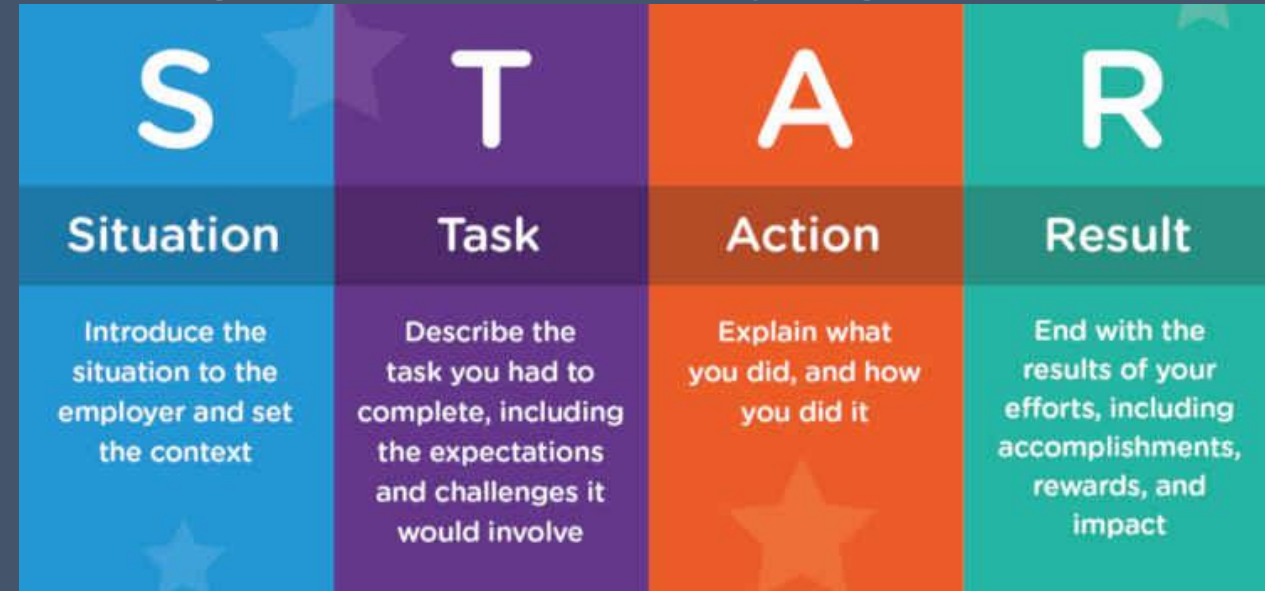 S
Situation
Introduce the
situation to the
employer and set
the context
T
Task
Describe the
task you had to
complete, including
the expectations
and challenges it
would involve
A
Action
Explain what
you did, and how
you did it
R
Result
End with the
results of your
efforts, including
accomplishments,
rewards, and
impact